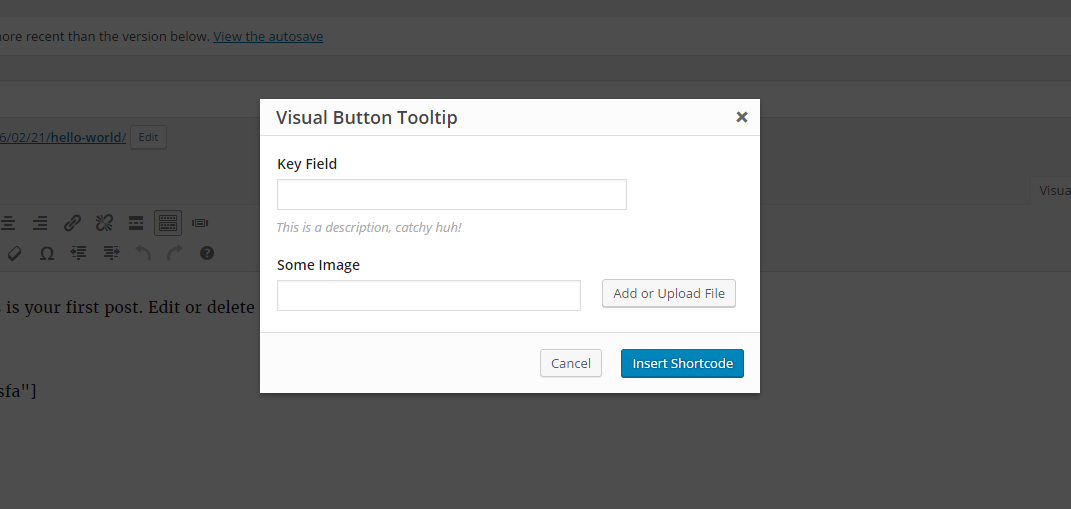 ore recent than the version below. View the autosave
Visual Button Tooltip
6/02/21/hello-world/ Edit
Key Field
Visua
This is a description, catchy huh!
Some Image
Add or Upload File
s is your first post. Edit or delete
Cancel
Insert Shortcode
sfa"]